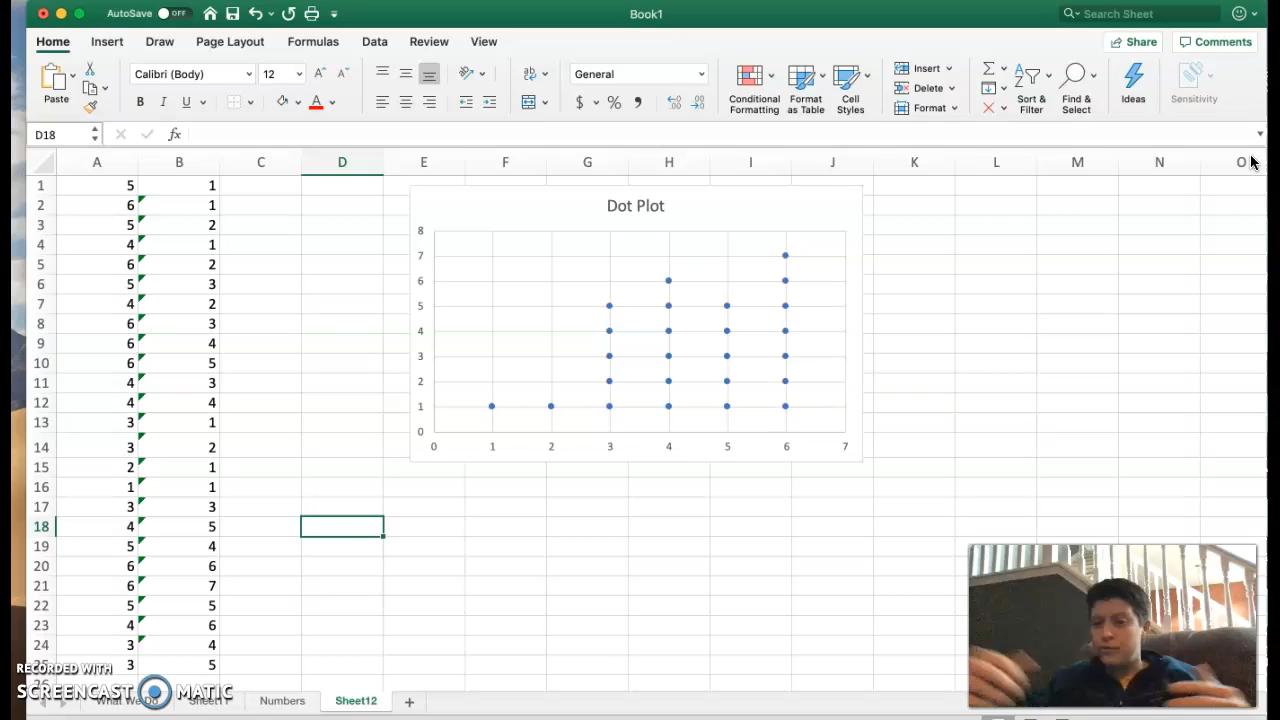 AutoSave OFF Book1 Search Sheet
Home Insert Draw Page Layout Formulas Data Review View Share Comments
Paste Calibri (Body) 12 General Conditional Formatting Format as Table Cell Styles Insert Delete Format Sort & Filter Find & Select Ideas Sensitivity
B I U $ % 
D18 fx
A B C D E F G H I J K L M N O
1 5 1
2 6 1
3 5 2
4 4 1
5 6 2
6 5 3
7 4 2
8 6 3
9 6 4
10 6 5
11 4 3
12 4 4
13 3 1
14 3 2
15 2 1
16 1 1
17 3 3
18 4 5
19 5 4
20 6 6
21 6 7
22 5 5
23 4 6
24 3 4
25 3 5
Dot Plot
8
7
6
5
4
3
2
1
0
0 1 2 3 4 5 6 7
RECORDED WITH
SCREENCAST MATIC
What We Do Sheet11 Numbers Sheet12 +